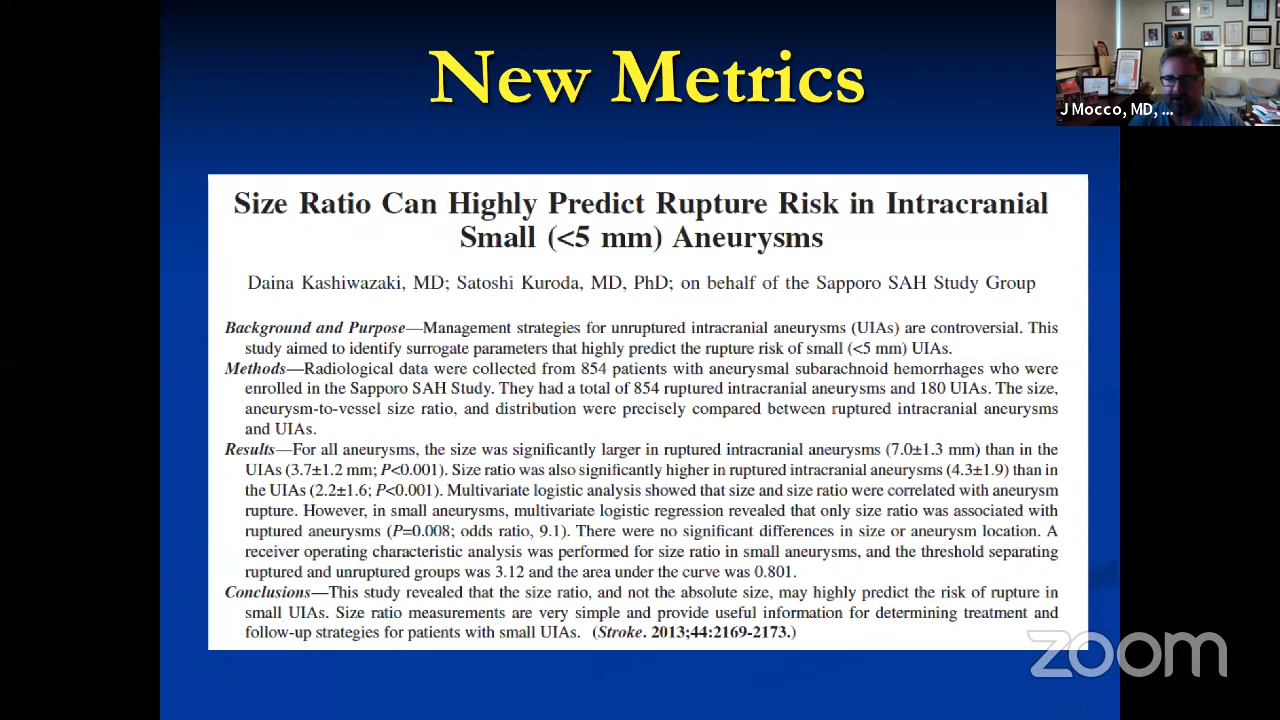 New Metrics
J Mocco, MD, ...
Size Ratio Can Highly Predict Rupture Risk in Intracranial
Small (<5 mm) Aneurysms
Daina Kashiwazaki, MD; Satoshi Kuroda, MD, PhD; on behalf of the Sapporo SAH Study Group
Background and Purpose—Management strategies for unruptured intracranial aneurysms (UIAs) are controversial. This
study aimed to identify surrogate parameters that highly predict the rupture risk of small (<5 mm) UIAs.
Methods—Radiological data were collected from 854 patients with aneurysmal subarachnoid hemorrhages who were
enrolled in the Sapporo SAH Study. They had a total of 854 ruptured intracranial aneurysms and 180 UIAs. The size,
aneurysm-to-vessel size ratio, and distribution were precisely compared between ruptured intracranial aneurysms
and UIAs.
Results—For all aneurysms, the size was significantly larger in ruptured intracranial aneurysms (7.0±1.3 mm) than in the
UIAs (3.7±1.2 mm; P<0.001). Size ratio was also significantly higher in ruptured intracranial aneurysms (4.3±1.9) than in
the UIAs (2.2±1.6; P<0.001). Multivariate logistic analysis showed that size and size ratio were correlated with aneurysm
rupture. However, in small aneurysms, multivariate logistic regression revealed that only size ratio was associated with
ruptured aneurysms (P=0.008; odds ratio, 9.1). There were no significant differences in size or aneurysm location. A
receiver operating characteristic analysis was performed for size ratio in small aneurysms, and the threshold separating
ruptured and unruptured groups was 3.12 and the area under the curve was 0.801.
Conclusions—This study revealed that the size ratio, and not the absolute size, may highly predict the risk of rupture in
small UIAs. Size ratio measurements are very simple and provide useful information for determining treatment and
follow-up strategies for patients with small UIAs. (Stroke. 2013;44:2169-2173.)
zoom